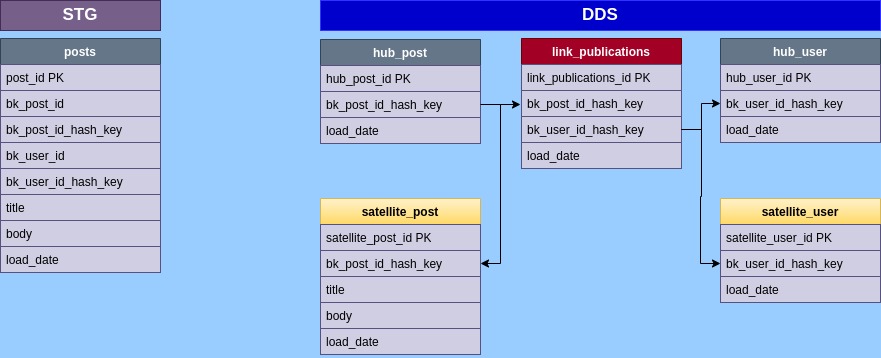 STG
DDS
posts
post_id PK
bk_post_id
bk_post_id_hash_key
bk_user_id
bk_user_id_hash_key
title
body
load_date
hub_post
hub_post_id PK
bk_post_id_hash_key
load_date
link_publications
link_publications_id PK
bk_post_id_hash_key
bk_user_id_hash_key
load_date
hub_user
hub_user_id PK
bk_user_id_hash_key
load_date
satellite_post
satellite_post_id PK
bk_post_id_hash_key
title
body
load_date
satellite_user
satellite_user_id PK
bk_user_id_hash_key
load_date